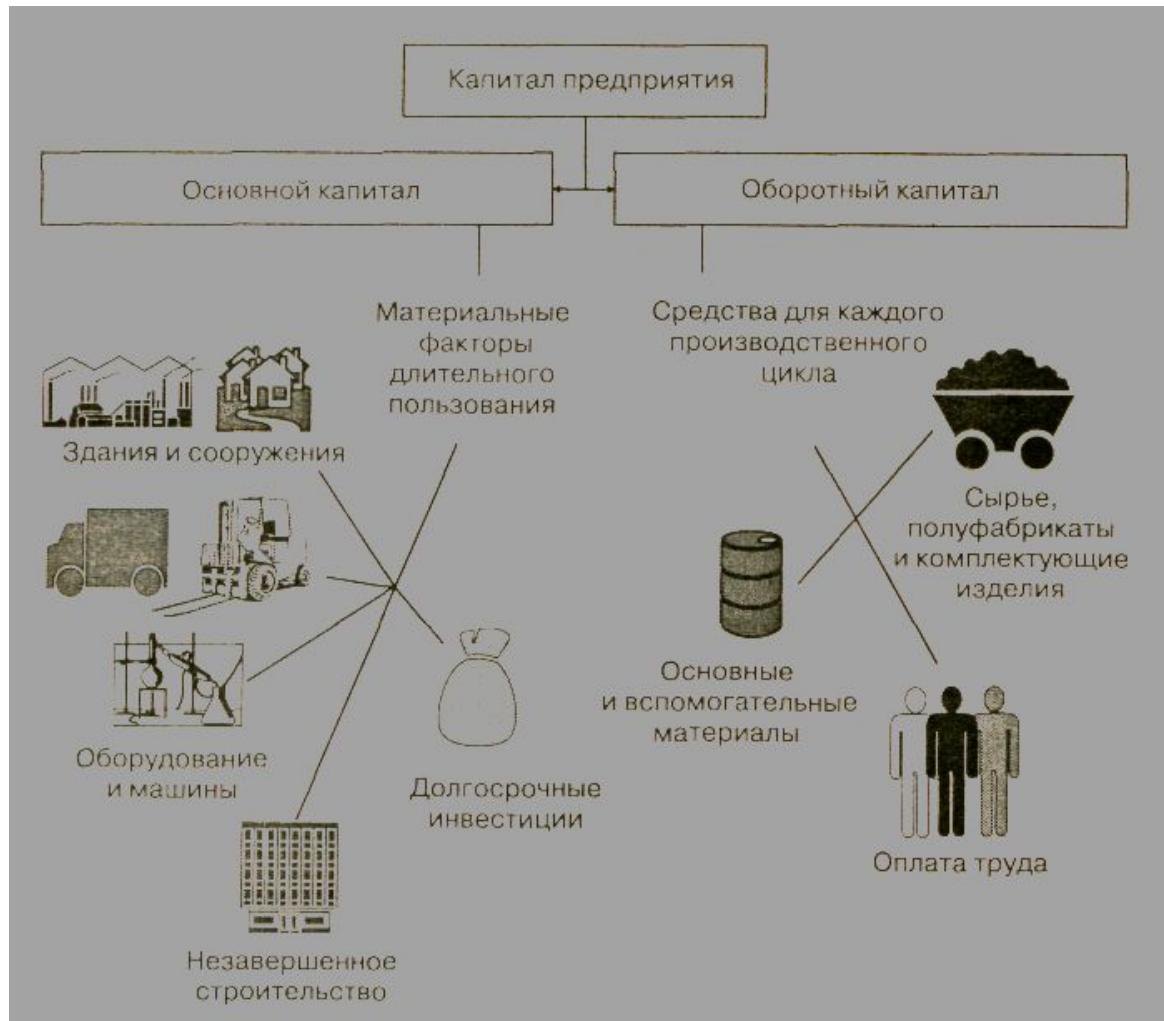 Капитал предприятия
Основной капитал
Оборотный капитал
Материальные
факторы
длительного
пользования
Средства для каждого
производственного
цикла
Здания и сооружения
Сырье,
полуфабрикаты
и комплектующие
изделия
Основные
и вспомогательные
материалы
Оборудование
и машины
Долгосрочные
инвестиции
Оплата труда
Незавершенное
строительство